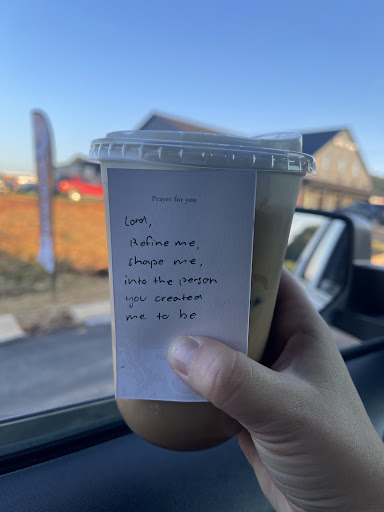 Prayer for you
Lord,
Refine me,
shape me,
into the person
you created
me to be